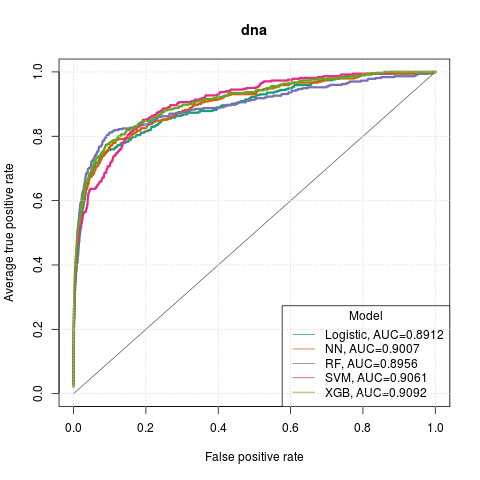 dna
Average true positive rate
1.0
0.8
0.6
0.4
0.2
0.0
Model
Logistic, AUC=0.8912
NN, AUC=0.9007
RF, AUC=0.8956
SVM, AUC=0.9061
XGB, AUC=0.9092
0.0 0.2 0.4 0.6 0.8 1.0
False positive rate